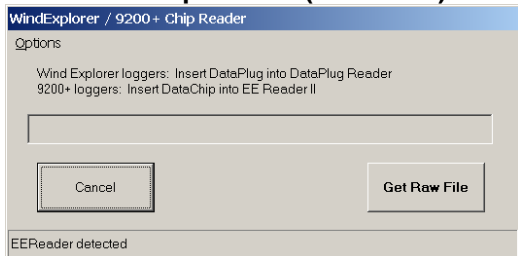 WindExplorer / 9200+ Chip Reader
Options
Wind Explorer loggers: Insert DataPlug into DataPlug Reader
9200+ loggers: Insert DataChip into EE Reader II
Cancel
Get Raw File
EEReader detected